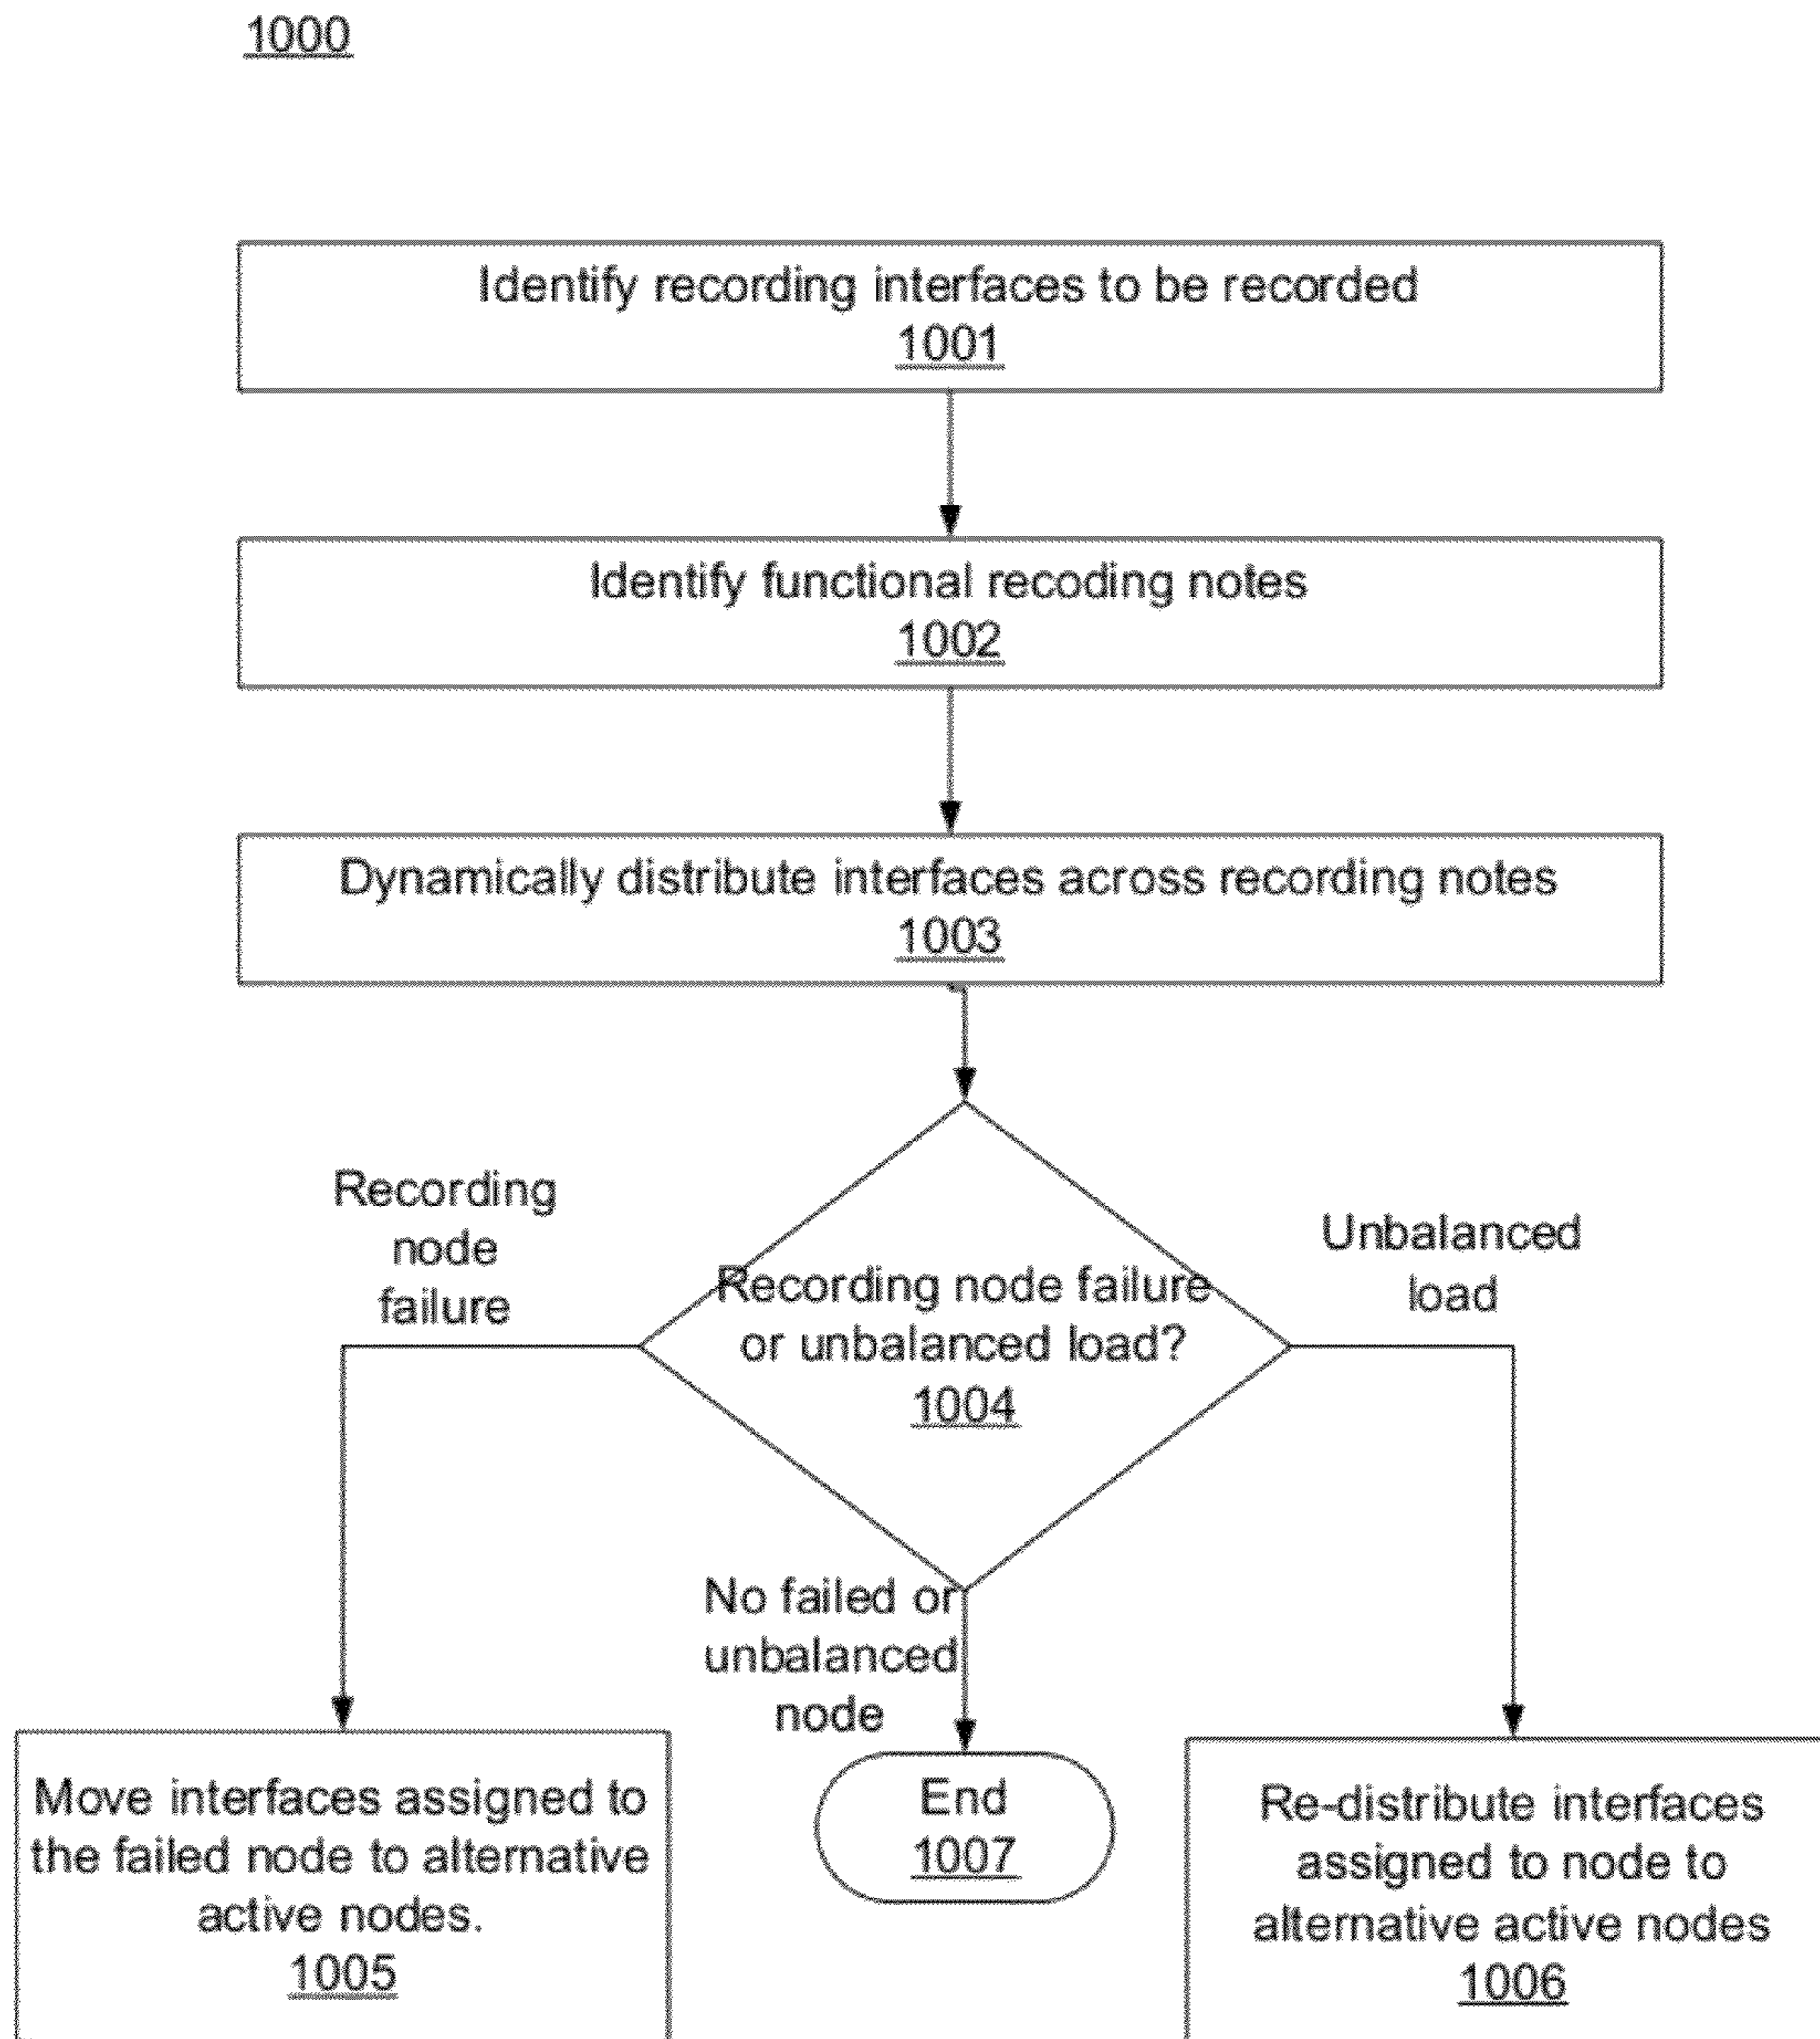 1000
Identify recording interfaces to be recorded
1001
Identify functional recoding notes
1002
Dynamically distribute interfaces across recording notes
1003
Recording
node
failure
Unbalanced
load
Recording node failure
or unbalanced load?
1004
No failed or
unbalanced
node
Move interfaces assigned to
the failed node to alternative
active nodes.
1005
End
1007
Re-distribute interfaces
assigned to node to
alternative active nodes
1006